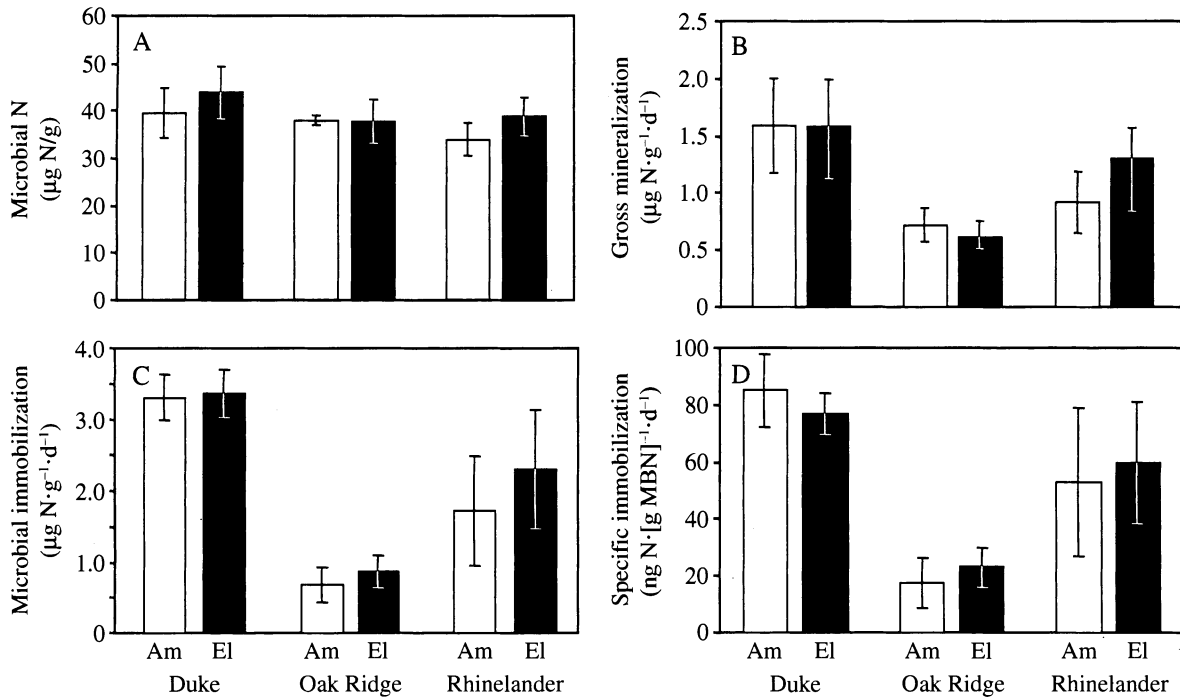 A
Microbial N
(µg N/g)
60
50
40
30
20
10
0
B
Gross mineralization
(µg N·g⁻¹·d⁻¹)
2.5
2.0
1.5
1.0
0.5
0
C
Microbial immobilization
(µg N·g⁻¹·d⁻¹)
4.0
3.0
2.0
1.0
0
Am El Am El Am El
Duke Oak Ridge Rhinelander
D
Specific immobilization
(ng N·[g MBN]⁻¹·d⁻¹)
100
80
60
40
20
0
Am El Am El Am El
Duke Oak Ridge Rhinelander